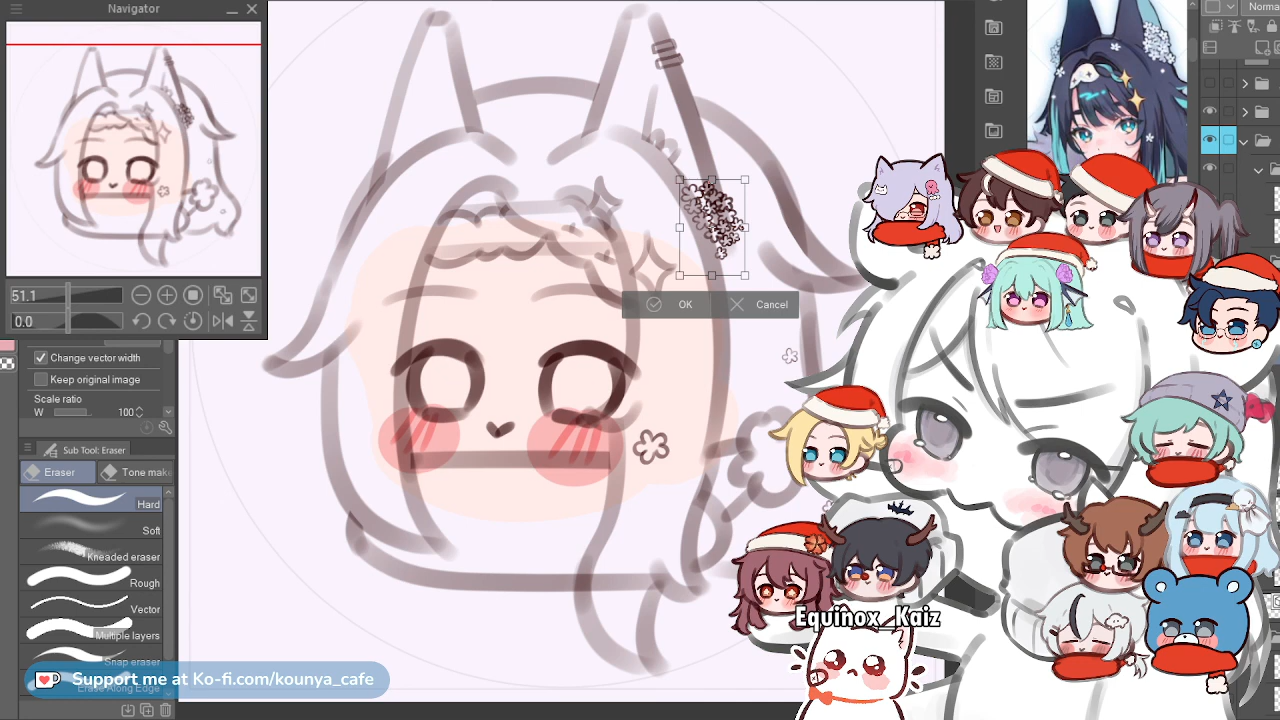 Navigator
Norma
51.1
0.0
Change vector width
Keep original image
Scale ratio
W 100
Sub Tool: Eraser
Eraser
Tone mak
Hard
Soft
Kneaded eraser
Rough
Vector
Multiple layers
Snap eraser
Erase Along Edge
OK
Cancel
Support me at Ko-fi.com/kounya_cafe
Equinox_Kaiz